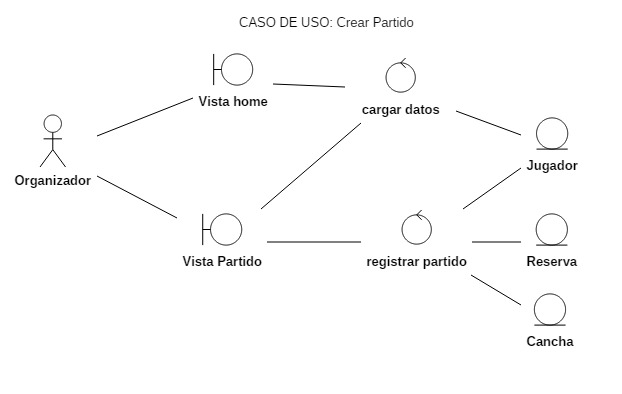 CASO DE USO: Crear Partido
Vista home
cargar datos
Organizador
Jugador
Vista Partido
registrar partido
Reserva
Cancha